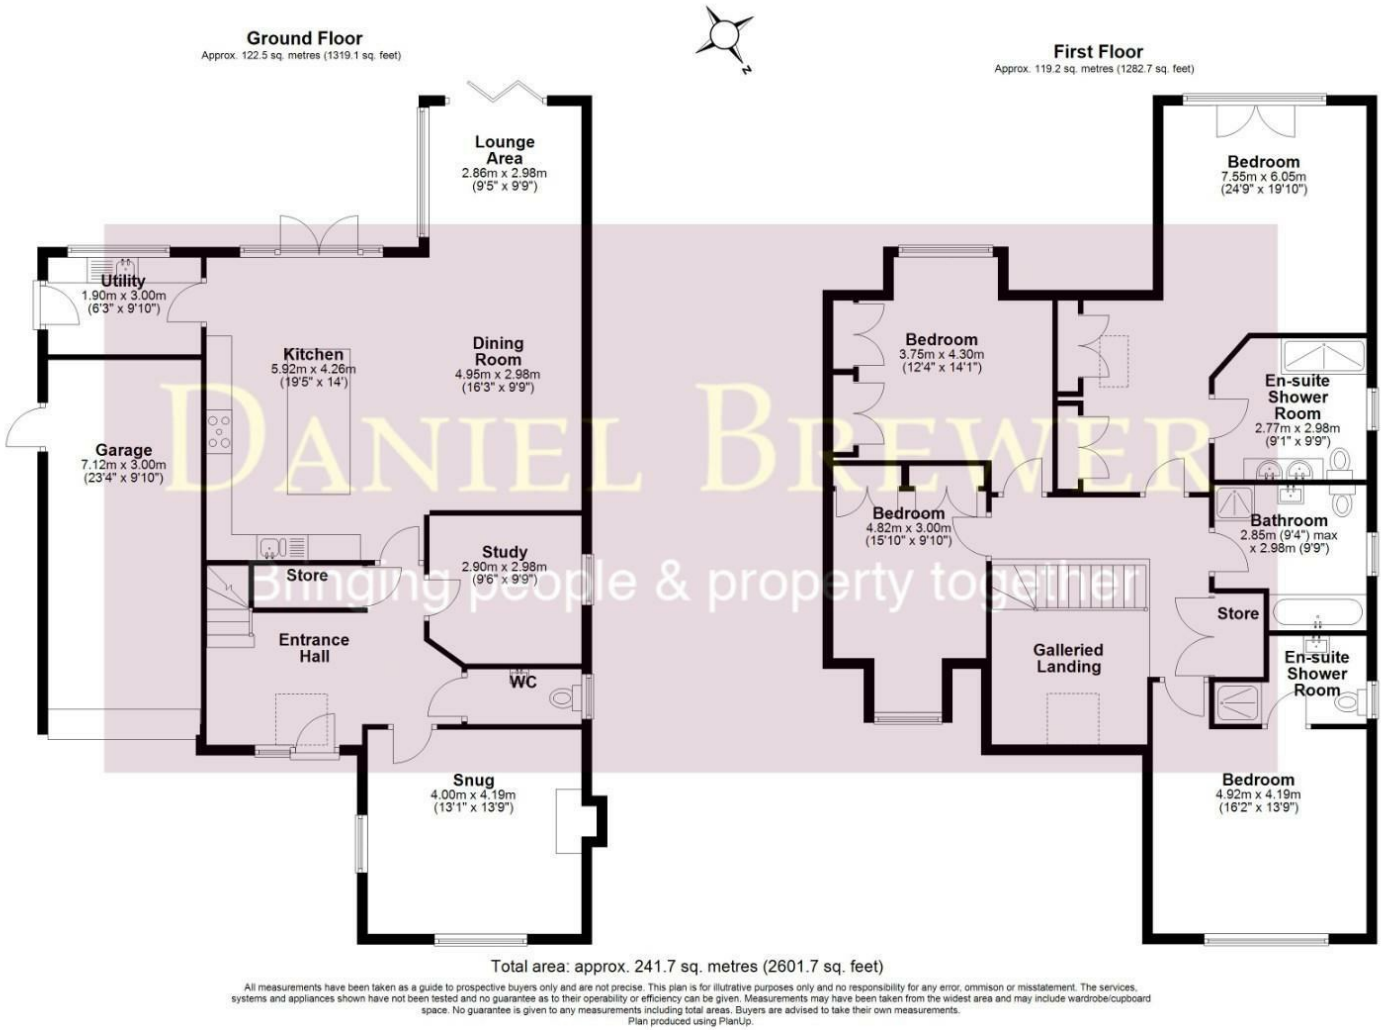 Ground Floor
Approx. 122.5 sq. metres (1319.1 sq. feet)
N
First Floor
Approx. 119.2 sq. metres (1282.7 sq. feet)
Lounge
Area
2.86m x 2.98m
(9'5" x 9'9")
Utility
1.90m x 3.00m
(6'3" x 9'10")
Kitchen
5.92m x 4.26m
(19'5" x 14')
Dining
Room
4.95m x 2.98m
(16'3" x 9'9")
Garage
7.12m x 3.00m
(23'4" x 9'10")
Study
2.90m x 2.98m
(9'6" x 9'9")
Store
Entrance
Hall
WC
Snug
4.00m x 4.19m
(13'1" x 13'9")
Bedroom
7.55m x 6.05m
(24'9" x 19'10")
Bedroom
3.75m x 4.30m
(12'4" x 14'1")
En-suite
Shower
Room
2.77m x 2.98m
(9'1" x 9'9")
Bedroom
4.82m x 3.00m
(15'10" x 9'10")
Bathroom
2.85m (9'4") max
x 2.98m (9'9")
Store
Galleried
Landing
En-suite
Shower
Room
Bedroom
4.92m x 4.19m
(16'2" x 13'9")
DANIEL BREWER
Bringing people & property together
Total area: approx. 241.7 sq. metres (2601.7 sq. feet)
All measurements have been taken as a guide to prospective buyers only and are not precise. This plan is for illutrative purposes only and no responsibility for any error, ommison or misstatement. The services,
systems and appliances shown have not been tested and no guarantee as to their operability or efficiency can be given. Measurements may have been taken from the widest area and may include wardrobe/cupboard
space. No guarantee is given to any measurements including total areas. Buyers are advised to take their own measurements.
Plan produced using PlanUp.